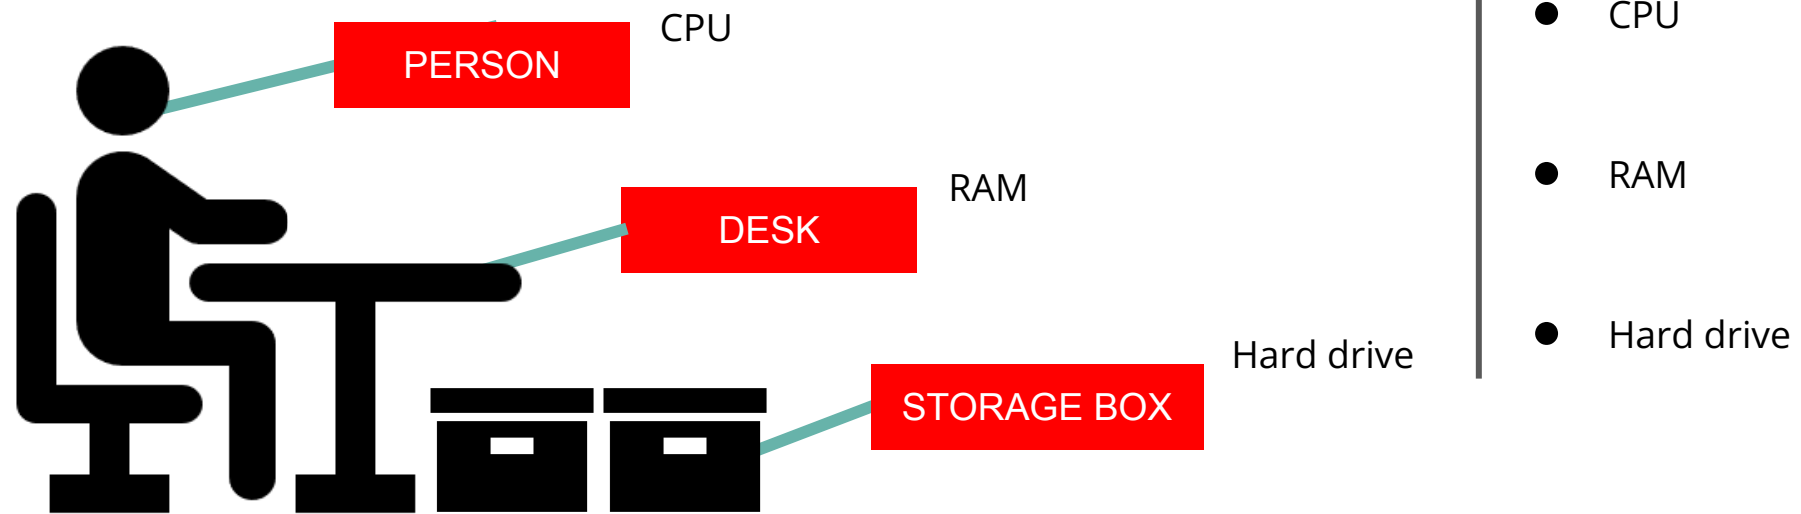 CPU
PERSON
RAM
DESK
Hard drive
STORAGE BOX
CPU
RAM
Hard drive